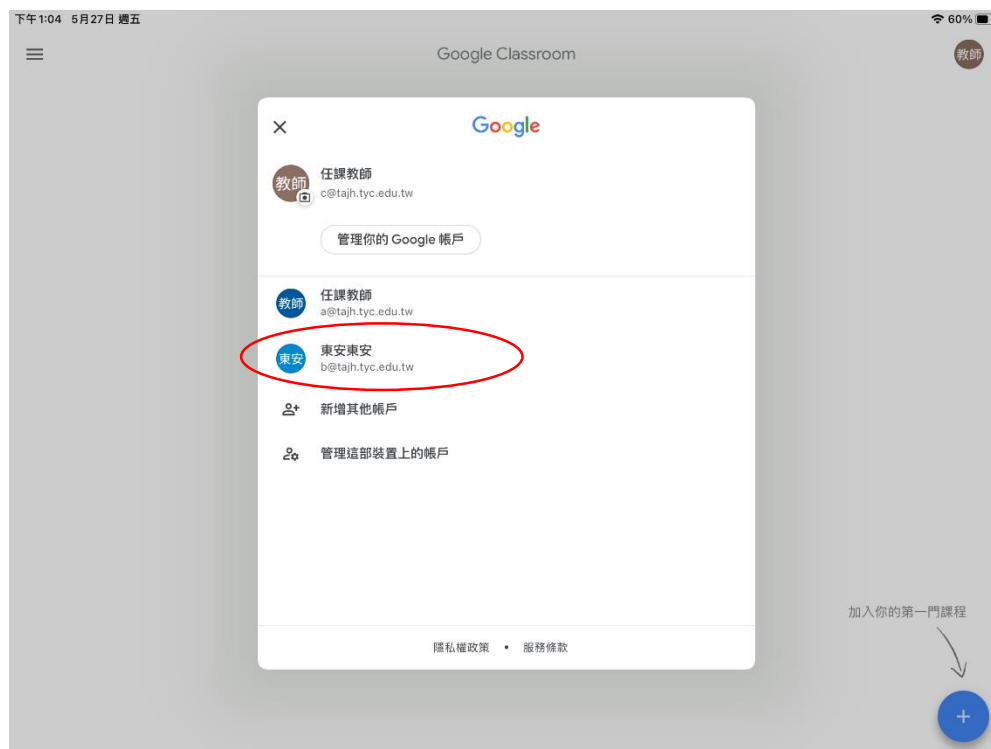 下午1:04 5月27日 週五
60%
Google Classroom
教師
Google
教師
任課教師
c@tajh.tyc.edu.tw
管理你的 Google 帳戶
教師
任課教師
a@tajh.tyc.edu.tw
東安
東安東安
b@tajh.tyc.edu.tw
新增其他帳戶
管理這部裝置上的帳戶
加入你的第一門課程
隱私權政策 • 服務條款